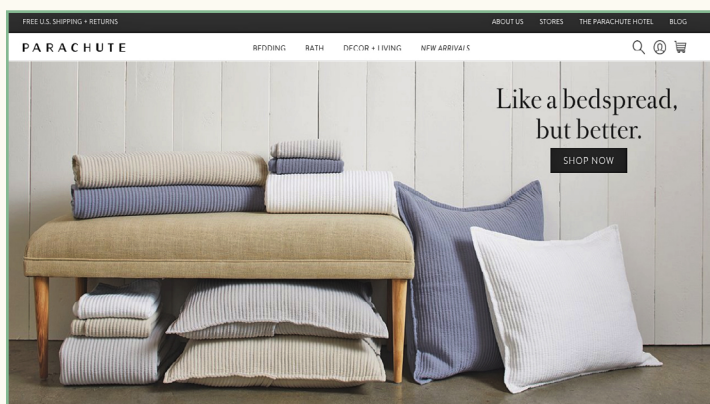 FREE U.S. SHIPPING + RETURNS
ABOUT US STORES THE PARACHUTE HOTEL BLOG
PARACHUTE
BEDDING BATH DECOR + LIVING NEW ARRIVALS
Like a bedspread,
but better.
SHOP NOW